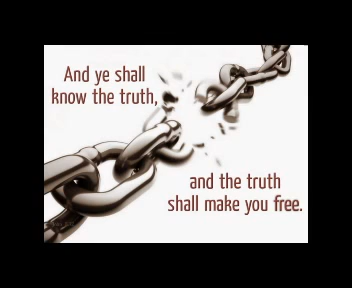 And ye shall
know the truth,
and the truth
shall make you free.